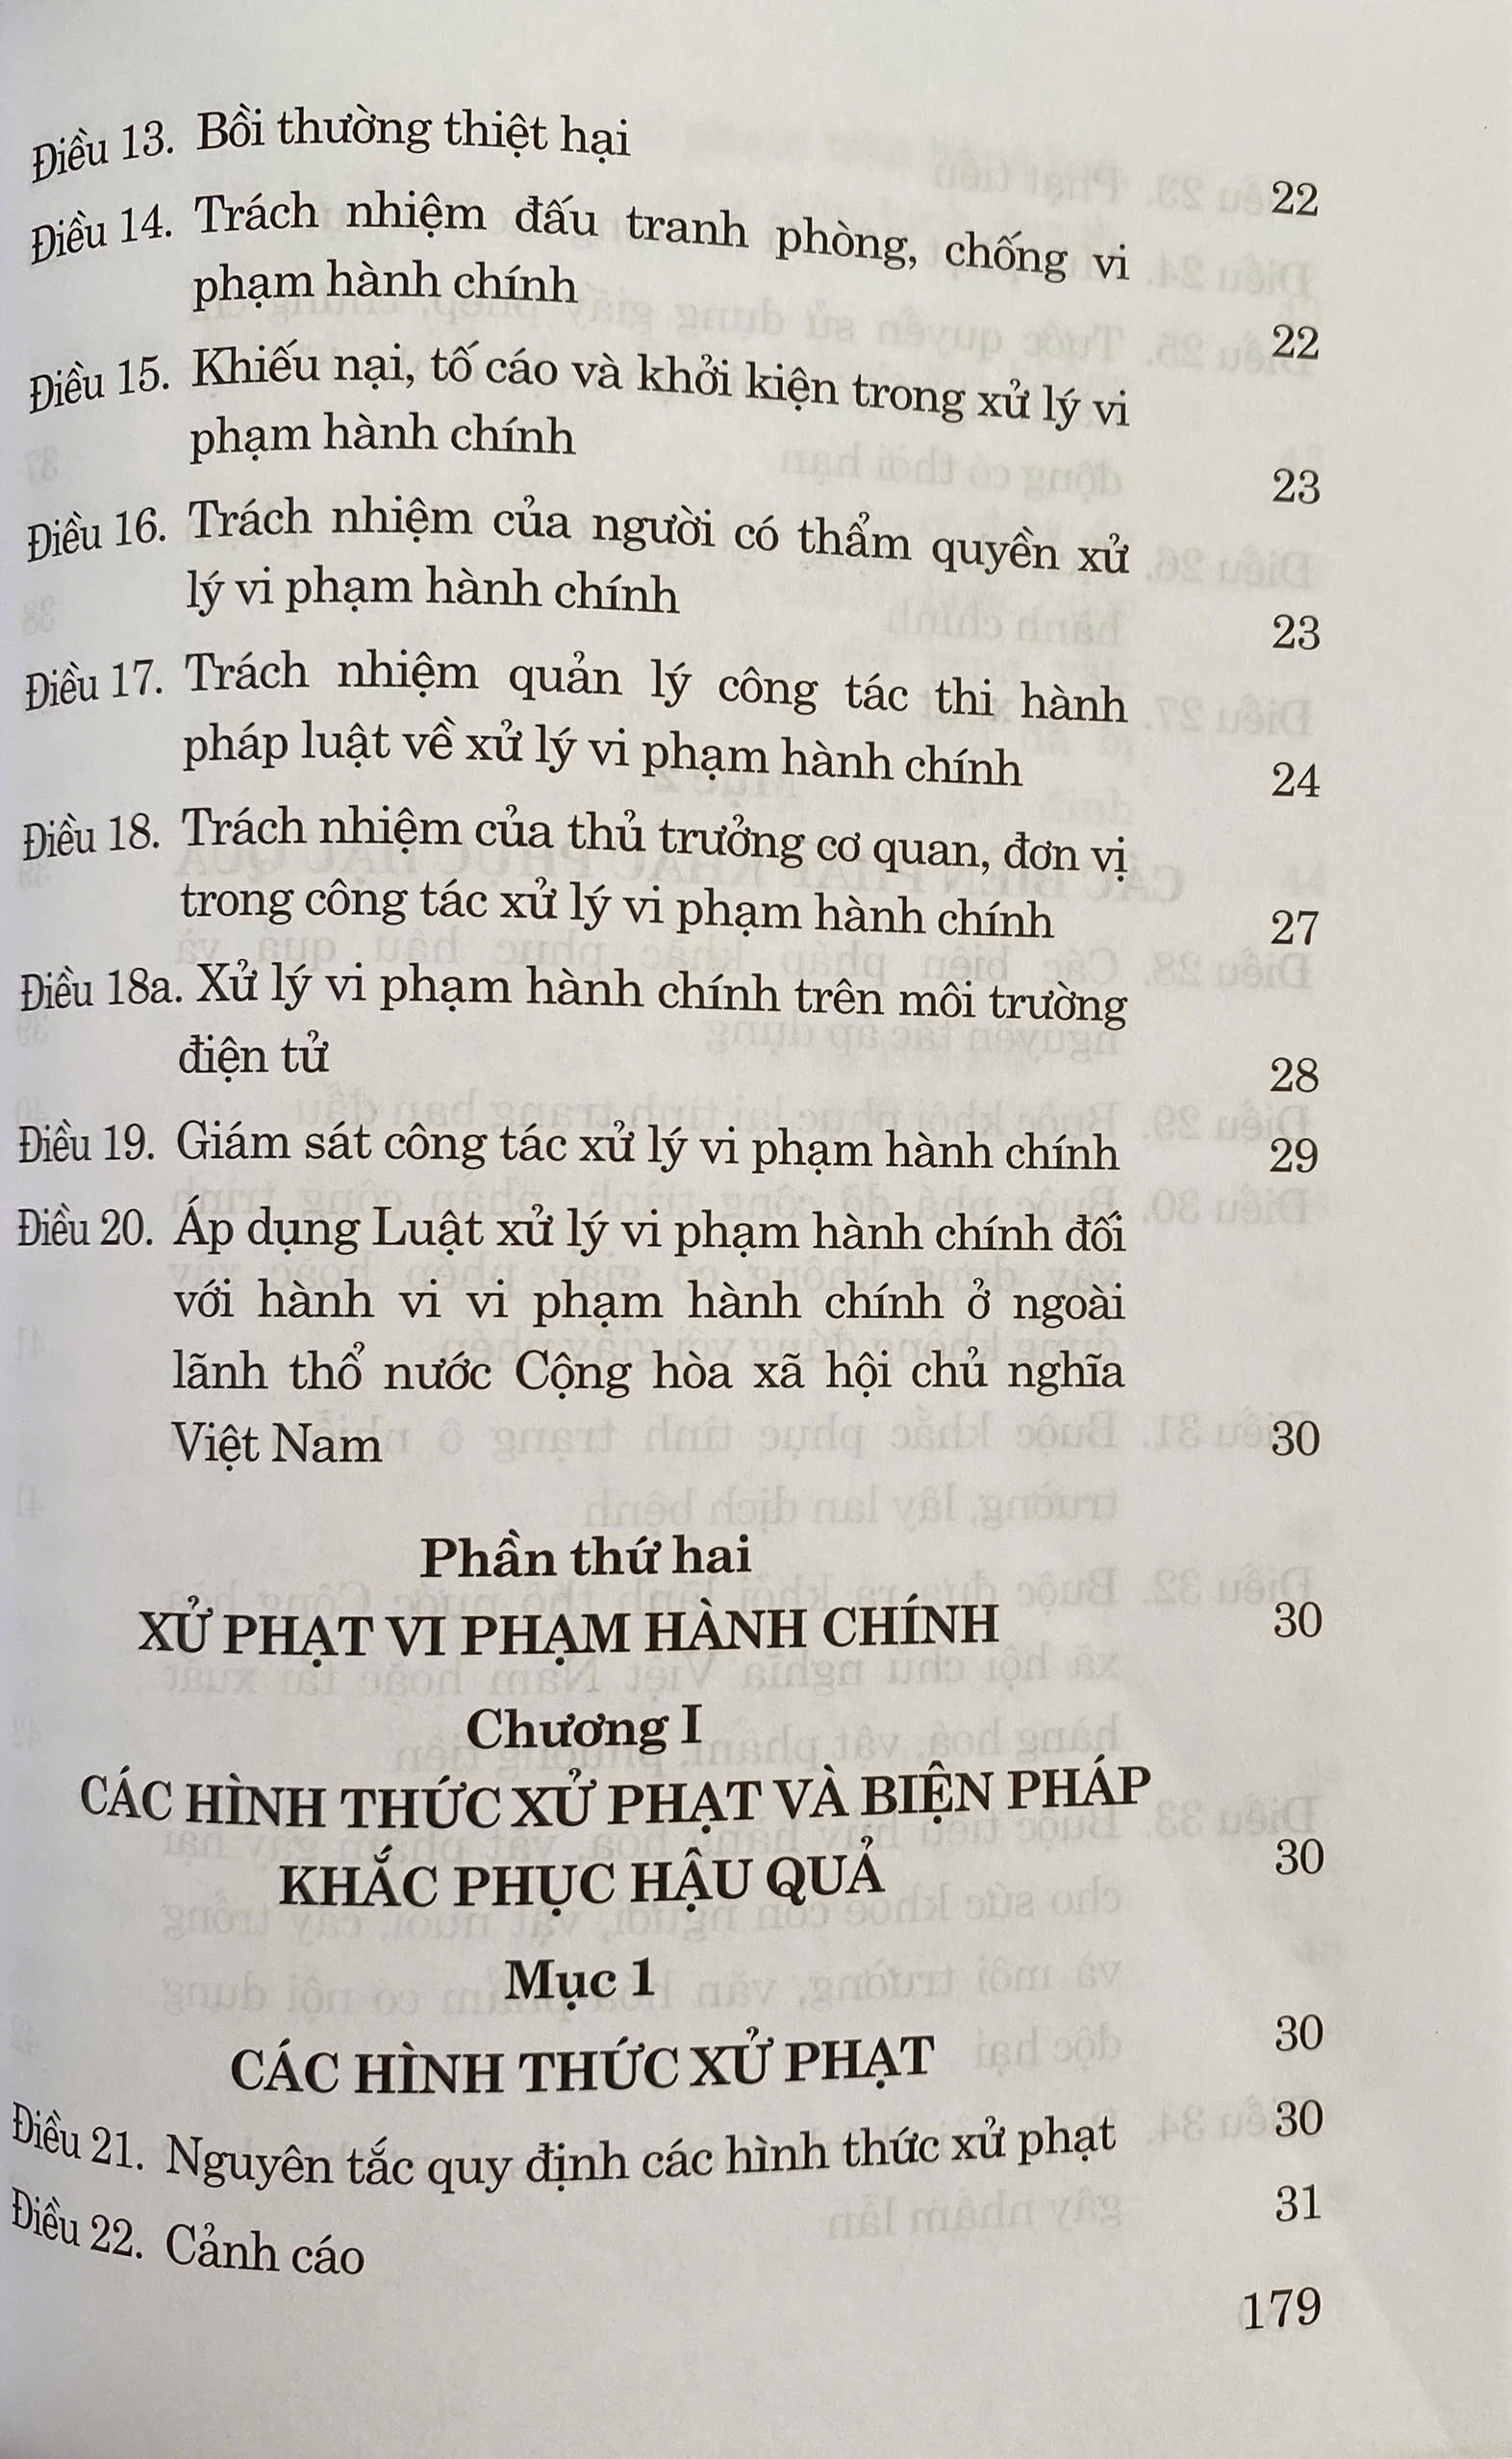 Điều 13. Bồi thường thiệt hại 22
Điều 14. Trách nhiệm đấu tranh phòng, chống vi
phạm hành chính 22
Điều 15. Khiếu nại, tố cáo và khởi kiện trong xử lý vi
phạm hành chính 23
Điều 16. Trách nhiệm của người có thẩm quyền xử
lý vi phạm hành chính 23
Điều 17. Trách nhiệm quản lý công tác thi hành
pháp luật về xử lý vi phạm hành chính 24
Điều 18. Trách nhiệm của thủ trưởng cơ quan, đơn vị
trong công tác xử lý vi phạm hành chính 27
Điều 18a. Xử lý vi phạm hành chính trên môi trường
điện tử 28
Điều 19. Giám sát công tác xử lý vi phạm hành chính 29
Điều 20. Áp dụng Luật xử lý vi phạm hành chính đối
với hành vi vi phạm hành chính ở ngoài
lãnh thổ nước Cộng hòa xã hội chủ nghĩa
Việt Nam 30
Phần thứ hai
XỬ PHẠT VI PHẠM HÀNH CHÍNH 30
Chương I
CÁC HÌNH THỨC XỬ PHẠT VÀ BIỆN PHÁP
KHẮC PHỤC HẬU QUẢ 30
Mục 1
CÁC HÌNH THỨC XỬ PHẠT 30
Điều 21. Nguyên tắc quy định các hình thức xử phạt 30
Điều 22. Cảnh cáo 31
179